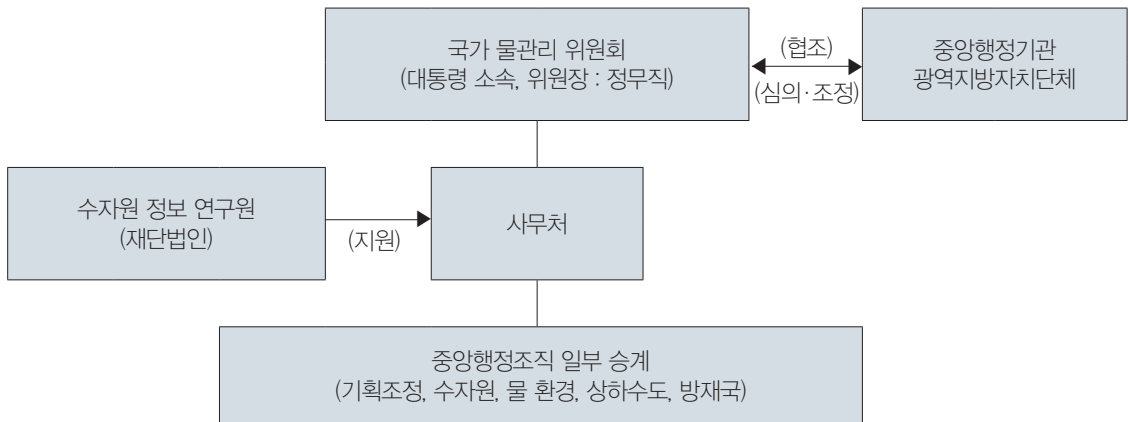 국가 물관리 위원회
(대통령 소속, 위원장 : 정무직)
(협조)
(심의·조정)
중앙행정기관
광역지방자치단체
수자원 정보 연구원
(재단법인)
(지원)
사무처
중앙행정조직 일부 승계
(기획조정, 수자원, 물 환경, 상하수도, 방재국)